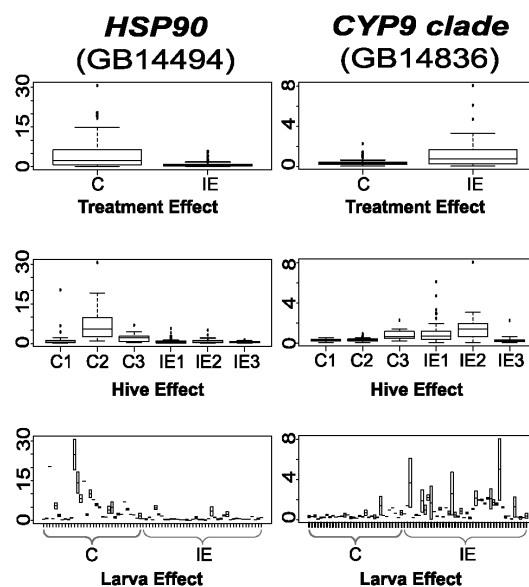 HSP90
(GB14494)
CYP9 clade
(GB14836)
30
15
0
C IE
Treatment Effect
8
4
0
C IE
Treatment Effect
30
15
0
C1 C2 C3 IE1 IE2 IE3
Hive Effect
8
4
0
C1 C2 C3 IE1 IE2 IE3
Hive Effect
30
15
0
C IE
Larva Effect
8
4
0
C IE
Larva Effect